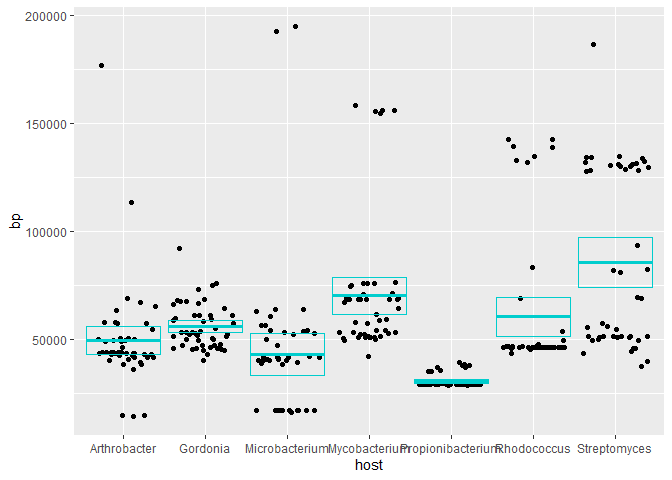 200000
150000
100000
50000
bp
Arthrobacter Gordonia Microbacterium Mycobacterium Propionibacterium Rhodococcus Streptomyces
host